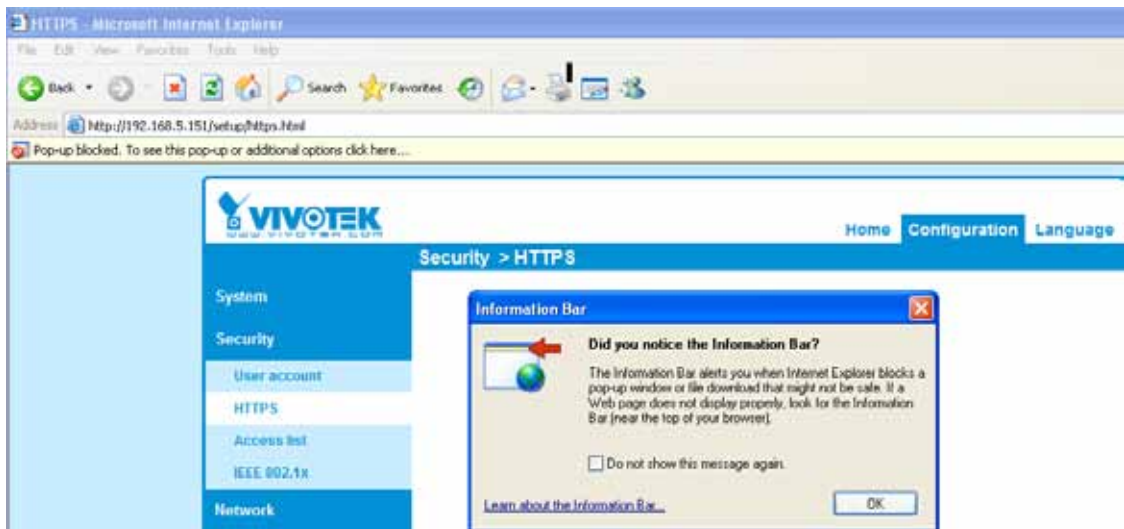 HTTPS - Microsoft Internet Explorer
File Edit View Favorites Tools Help
Back Search Favorites
Address http://192.168.5.151/setup/https.html
Pop-up blocked. To see this pop-up or additional options click here....
VIVOTEK
WWW.VIVOTEK.COM
Home Configuration Language
Security > HTTPS
System
Security
User account
HTTPS
Access list
IEEE 802.1x
Network
Information Bar
Did you notice the Information Bar?
The Information Bar alerts you when Internet Explorer blocks a
pop-up window or file download that might not be safe. If a
Web page does not display properly, look for the Information
Bar (near the top of your browser).
Do not show this message again.
Learn about the Information Bar...
OK